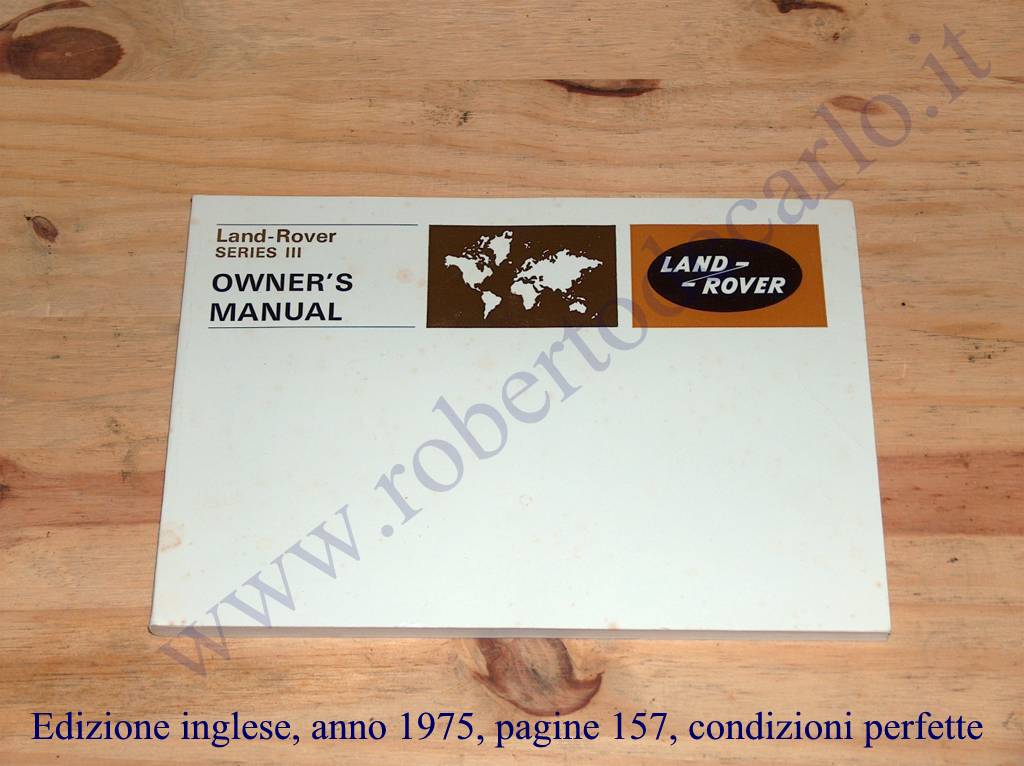 Land-Rover
SERIES III
OWNER'S
MANUAL
LAND-
-ROVER
www.robertodecarlo.it
Edizione inglese, anno 1975, pagine 157, condizioni perfette